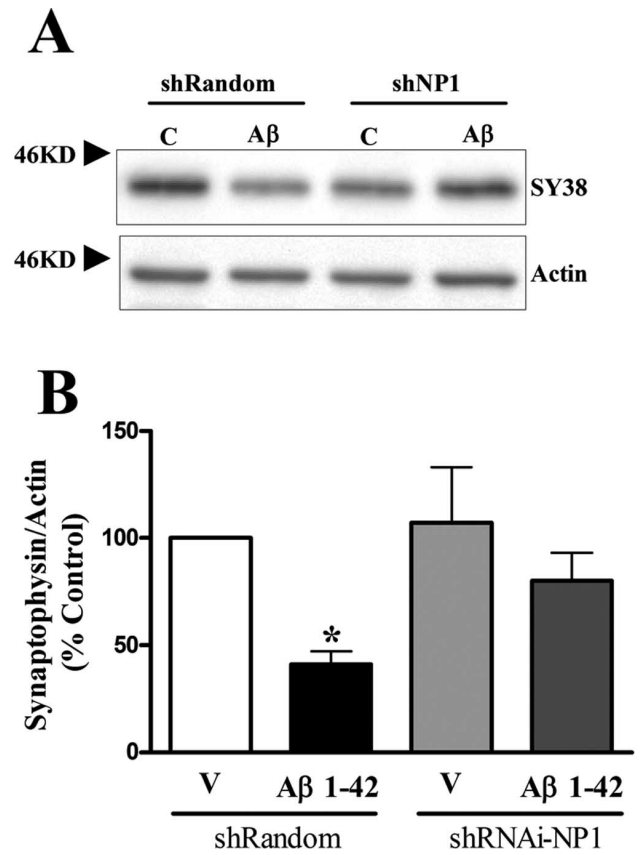 A
shRandom shNP1
C Aβ C Aβ
46KD
SY38
46KD
Actin
B
Synaptophysin/Actin
(% Control)
150
100
50
0
*
V Aβ 1-42 V Aβ 1-42
shRandom shRNAi-NP1